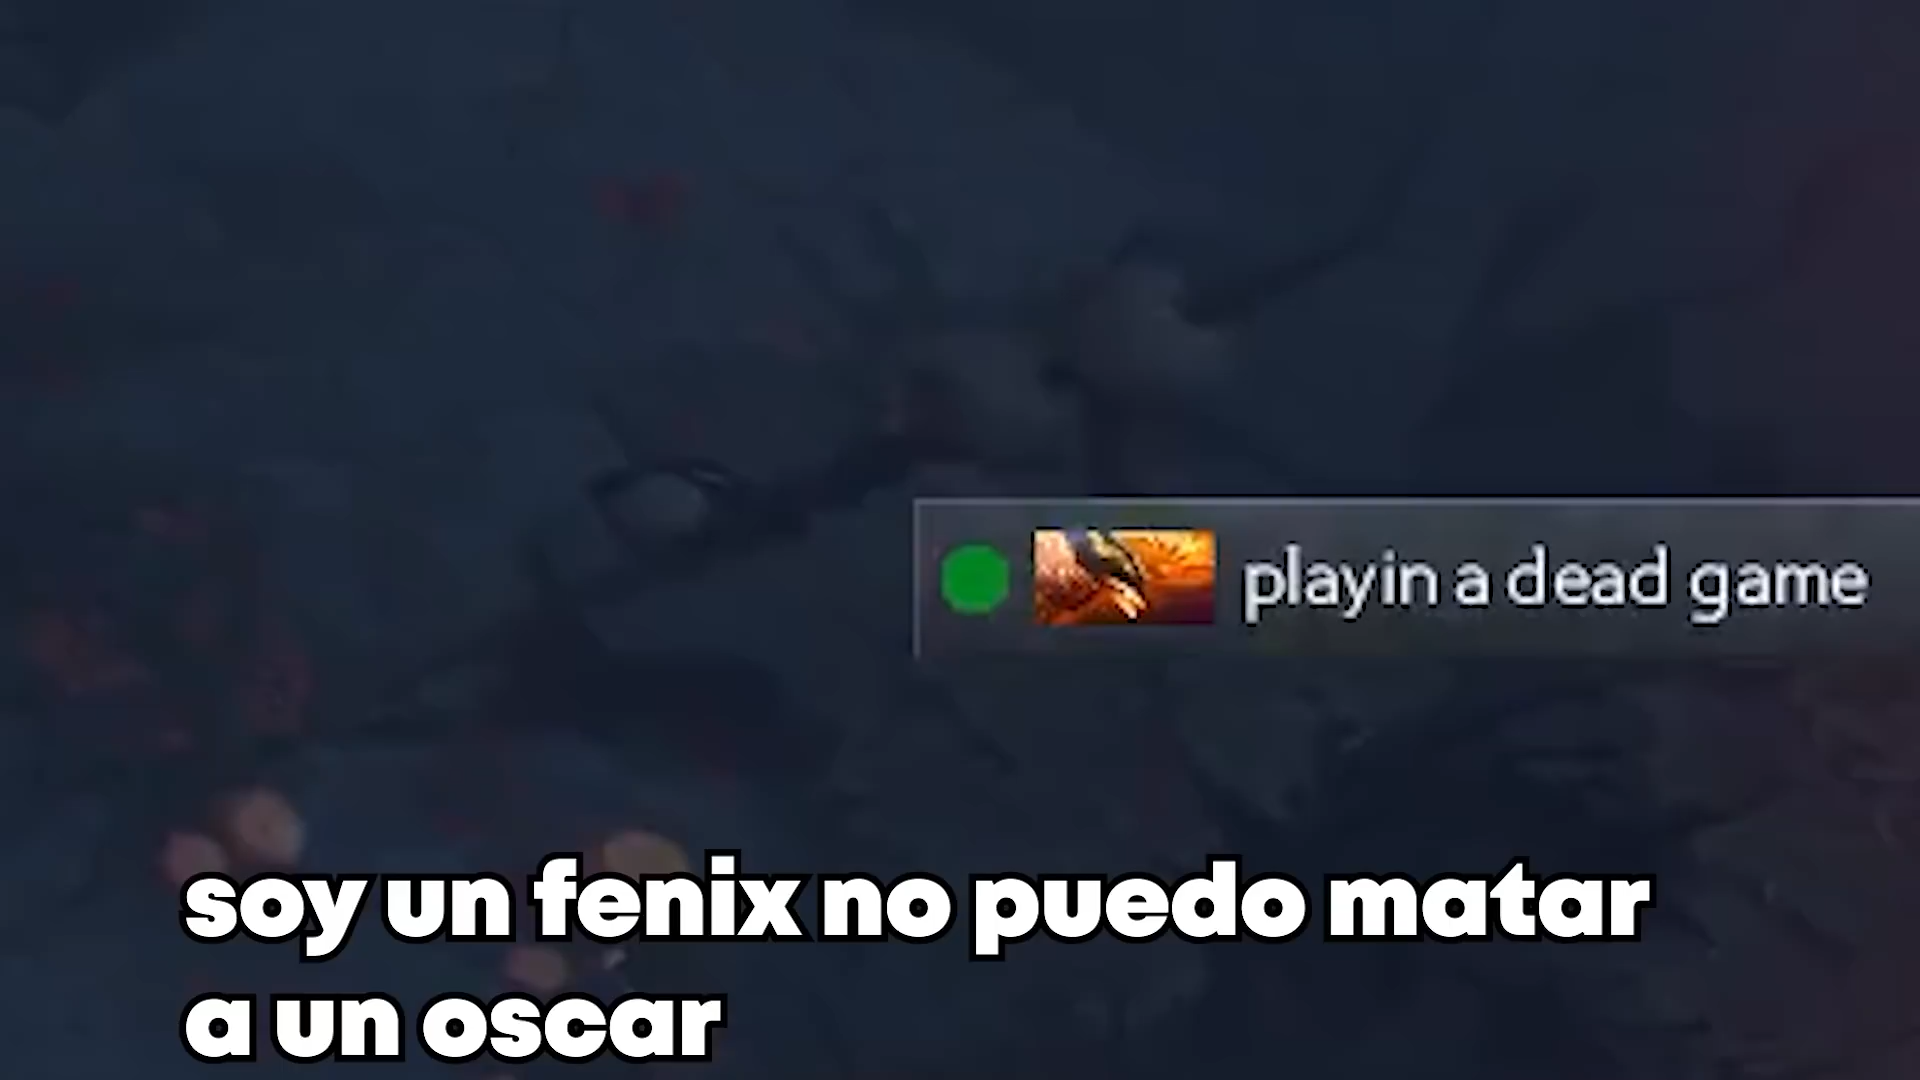 playin a dead game
soy un fenix no puedo matar
a un oscar